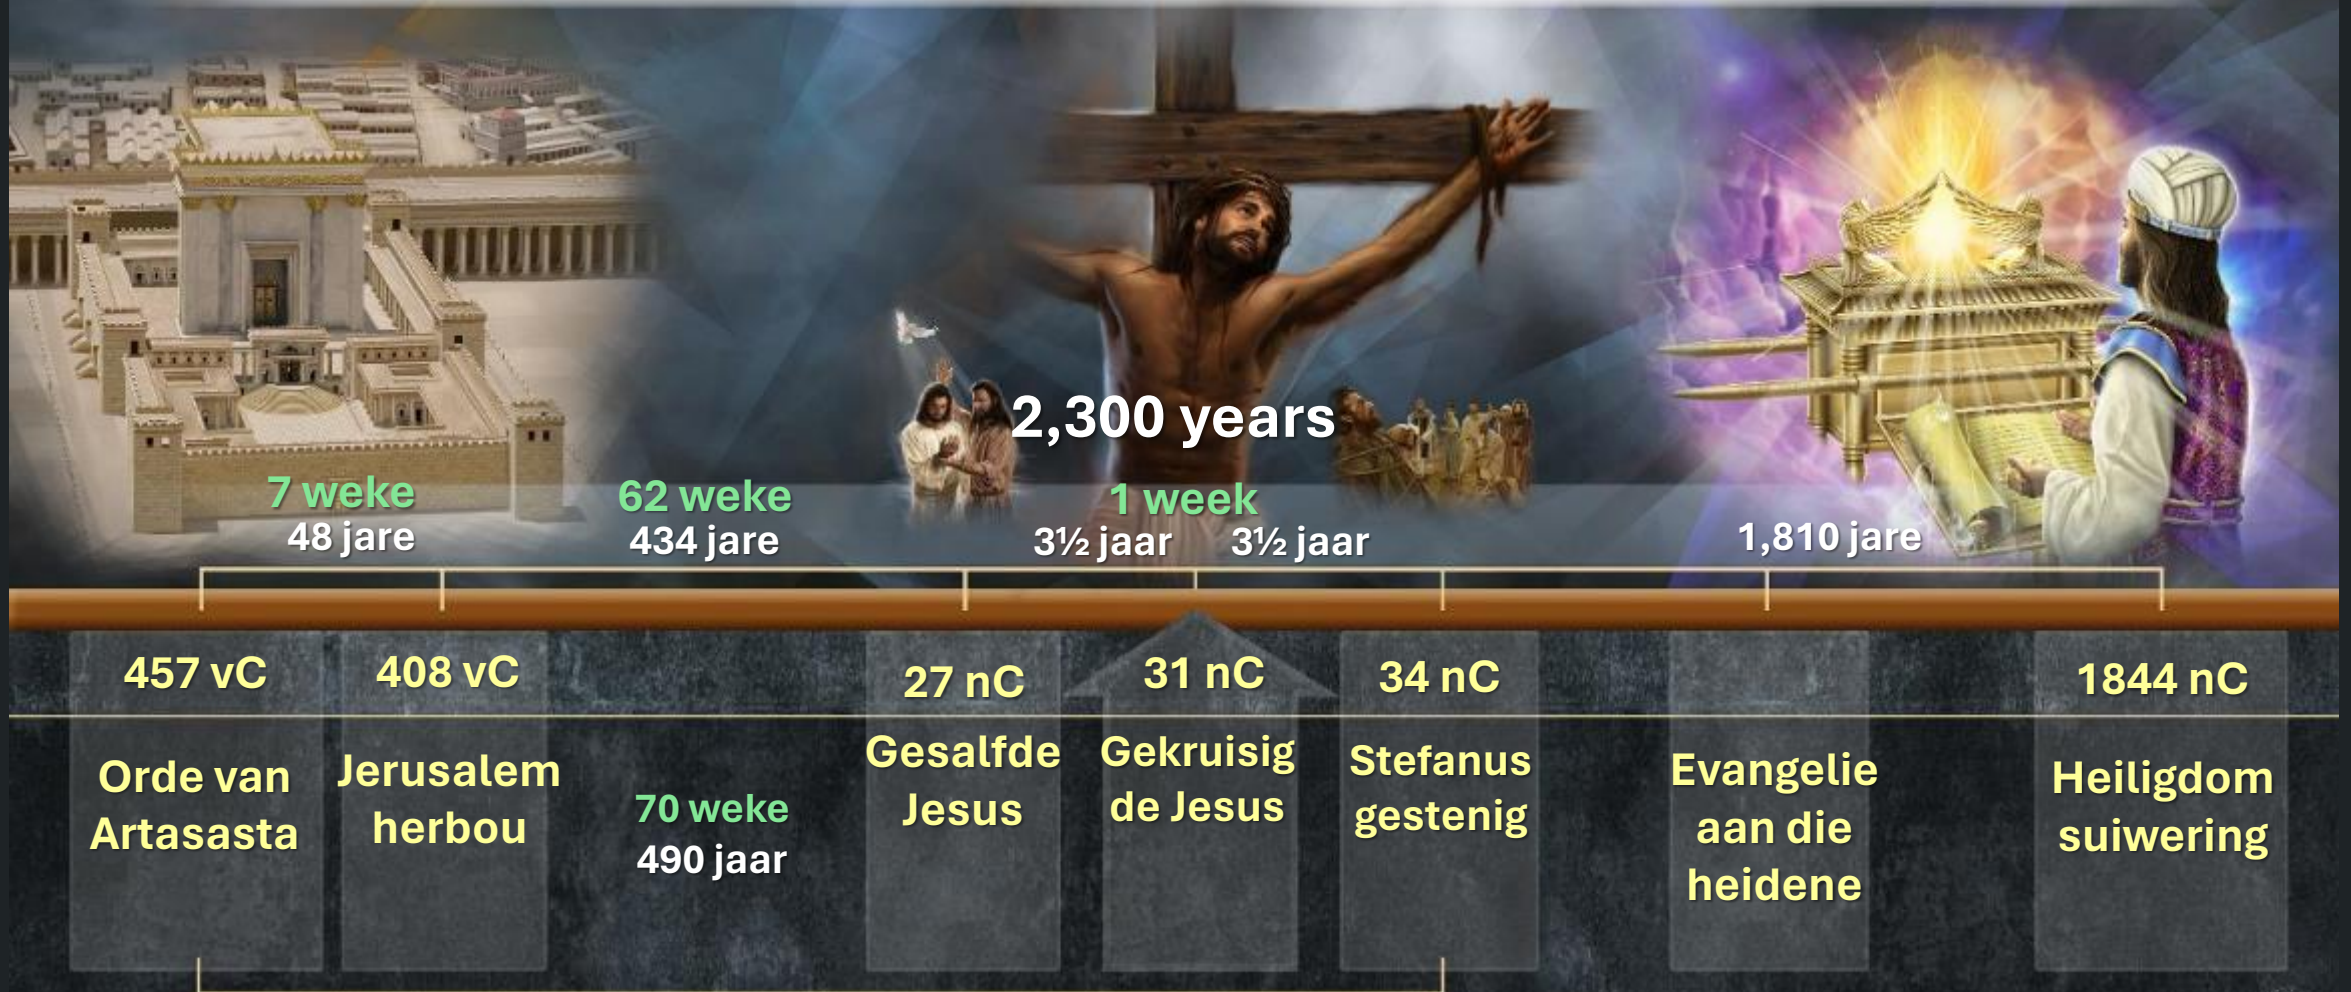 2,300 years
7 weke
48 jare
62 weke
434 jare
1 week
3½ jaar 3½ jaar
1,810 jare
457 vC
408 vC
27 nC
31 nC
34 nC
1844 nC
Orde van
Artasasta
Jerusalem
herbou
70 weke
490 jaar
Gesalfde
Jesus
Gekruisig
de Jesus
Stefanus
gestenig
Evangelie
aan die
heidene
Heiligdom
suiwering